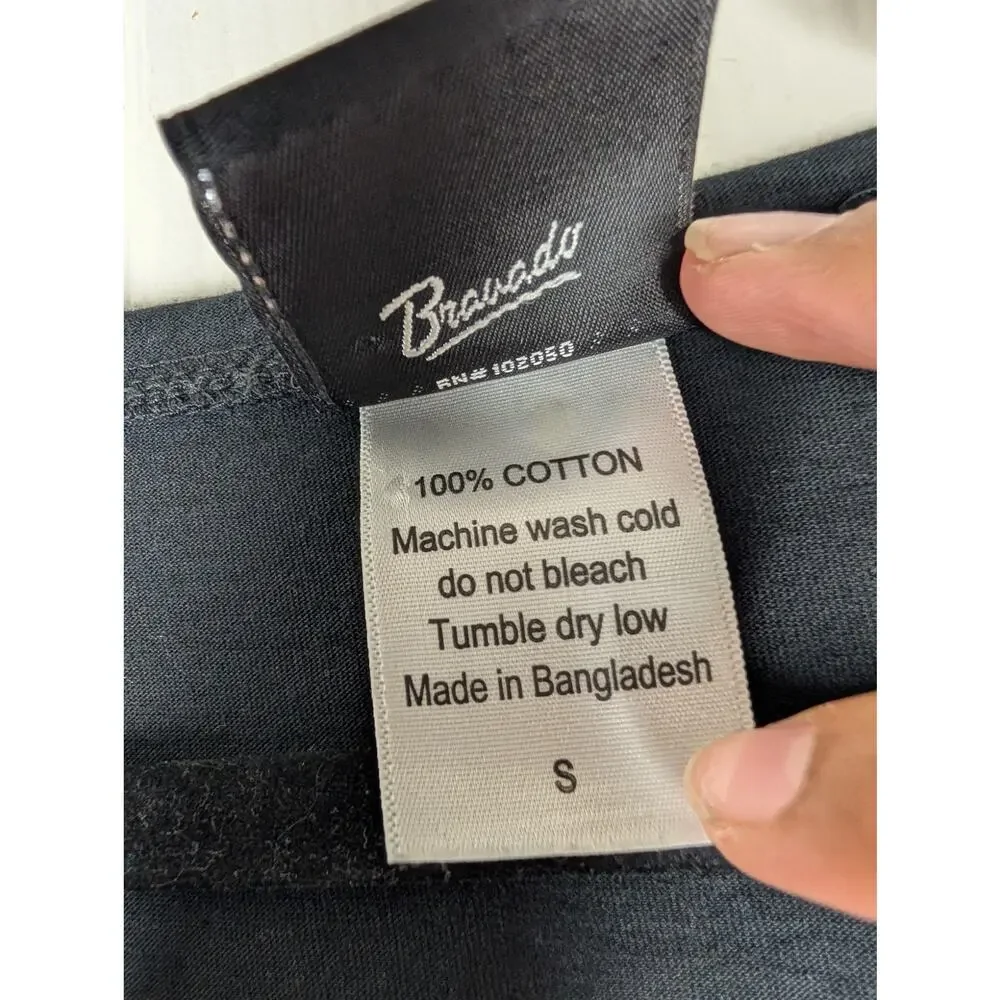 Bravado
RN# 102050
100% COTTON
Machine wash cold
do not bleach
Tumble dry low
Made in Bangladesh
S